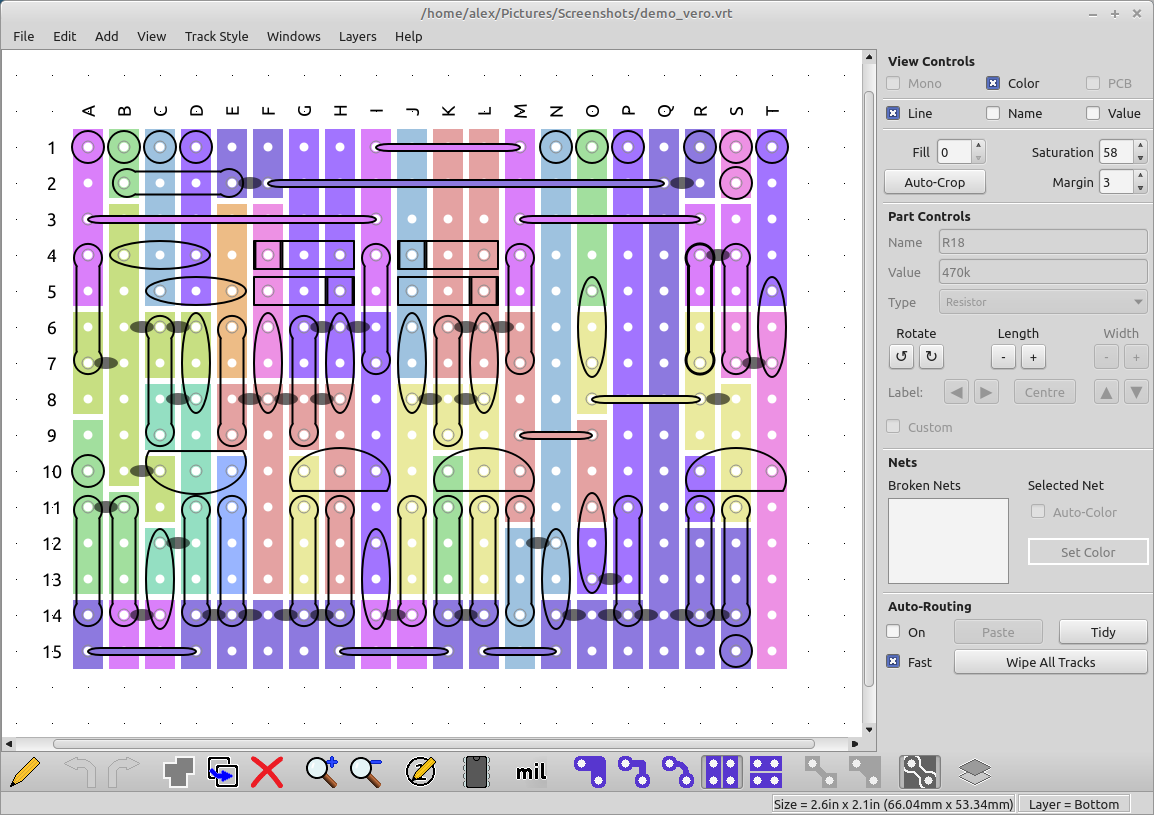 /home/alex/Pictures/Screenshots/demo_vero.vrt
File Edit Add View Track Style Windows Layers Help
A B C D E F G H I J K L M N O P Q R S T
1
2
3
4
5
6
7
8
9
10
11
12
13
14
15
View Controls
Mono Color PCB
Line Name Value
Fill 0 Saturation 58
Auto-Crop Margin 3
Part Controls
Name R18
Value 470k
Type Resistor
Rotate Length Width
- + - +
Label: Centre
Custom
Nets
Broken Nets Selected Net
Auto-Color
Set Color
Auto-Routing
On Paste Tidy
Fast Wipe All Tracks
mil
Size = 2.6in x 2.1in (66.04mm x 53.34mm) Layer = Bottom